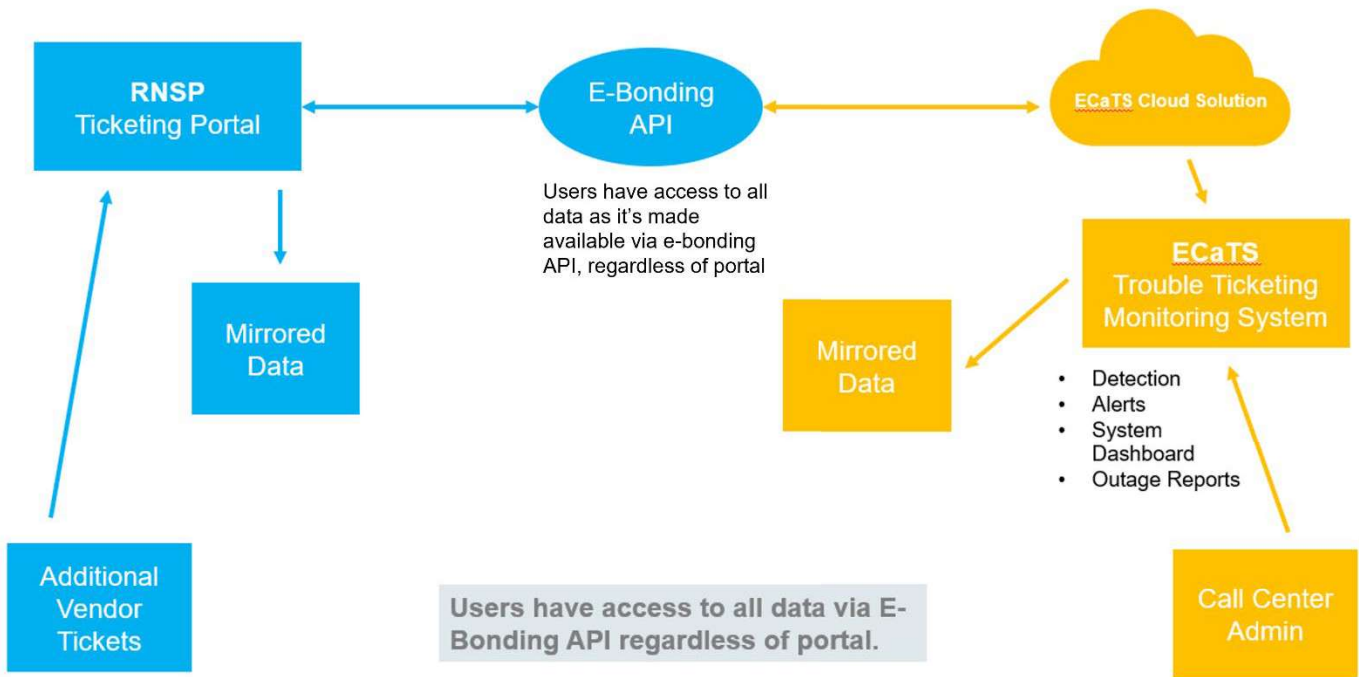 RNSP
Ticketing Portal
E-Bonding
API
ECaTS Cloud Solution
Users have access to all
data as it’s made
available via e-bonding
API, regardless of portal
ECaTS
Trouble Ticketing
Monitoring System
Mirrored
Data
Mirrored
Data
• Detection
• Alerts
• System
Dashboard
• Outage Reports
Additional
Vendor
Tickets
Users have access to all data via E-
Bonding API regardless of portal.
Call Center
Admin